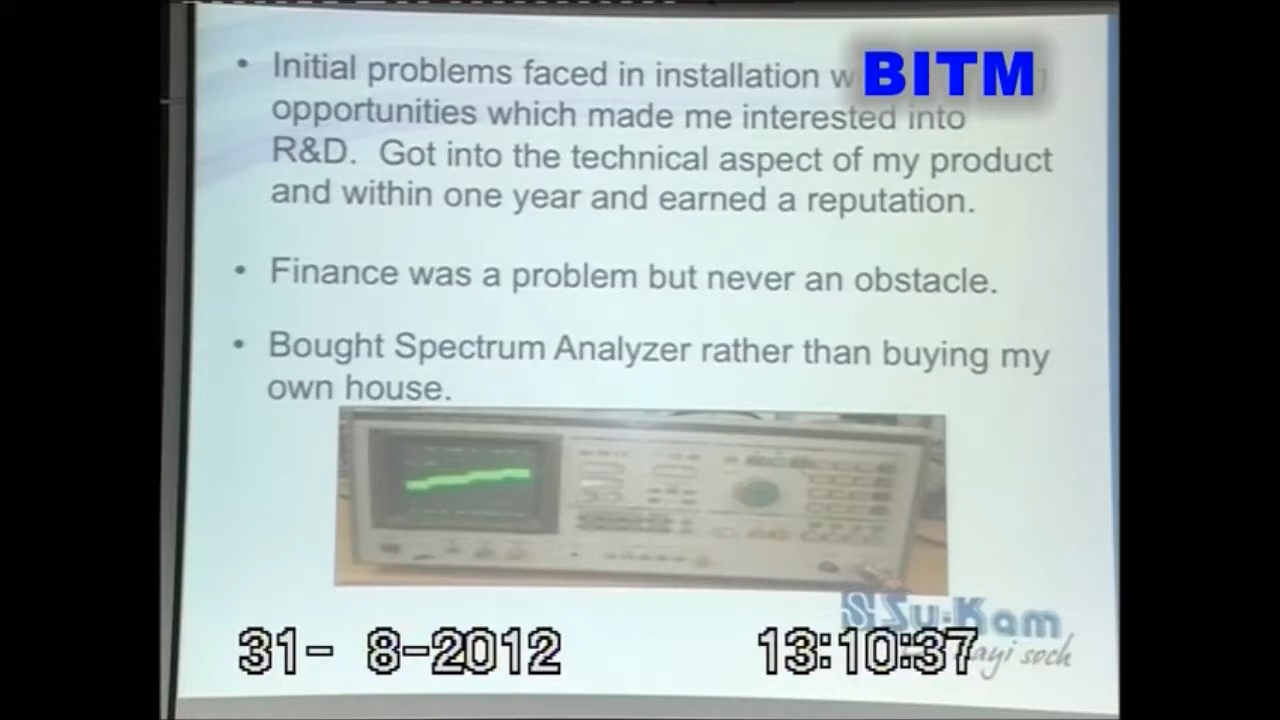 • Initial problems faced in installation w
BITM
opportunities which made me interested into
R&D. Got into the technical aspect of my product
and within one year and earned a reputation.
• Finance was a problem but never an obstacle.
• Bought Spectrum Analyzer rather than buying my
own house.
Su-Kam
ayi soch
31- 8-2012 13:10:37